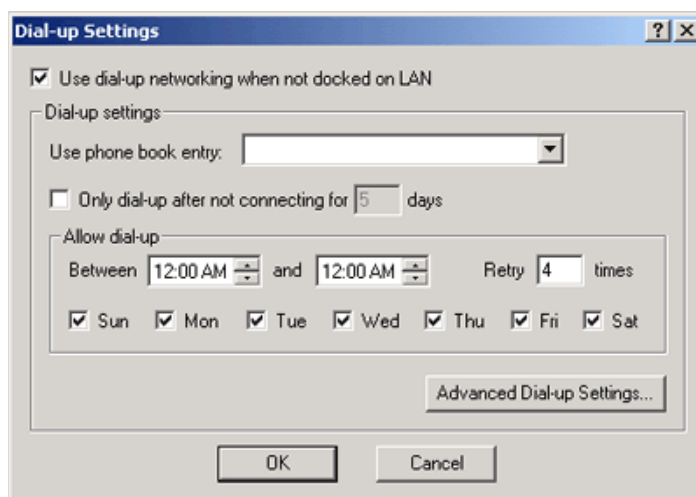 Dial-up Settings
Use dial-up networking when not docked on LAN
Dial-up settings
Use phone book entry:
Only dial-up after not connecting for 5 days
Allow dial-up
Between 12:00 AM and 12:00 AM Retry 4 times
Sun Mon Tue Wed Thu Fri Sat
Advanced Dial-up Settings...
OK Cancel